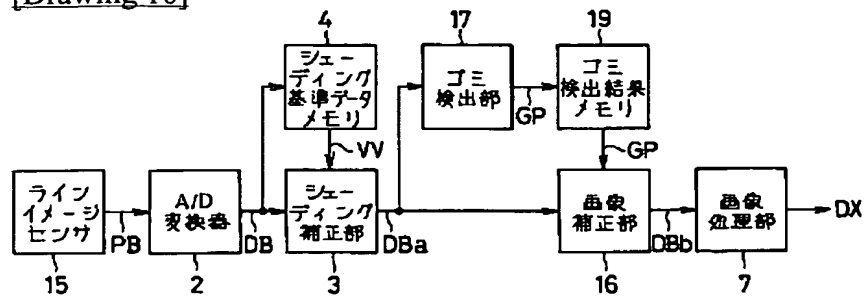 [Drawing 10]
4
17
19
シェー
ディング
基準データ
メモリ
ゴミ
検出部
GP
ゴミ
検出結果
メモリ
VV
GP
ライン
イメージ
センサ
PB
A/D
変換器
DB
シェー
ディング
補正部
DBa
画像
補正部
DBb
画像
処理部
DX
15
2
3
16
7